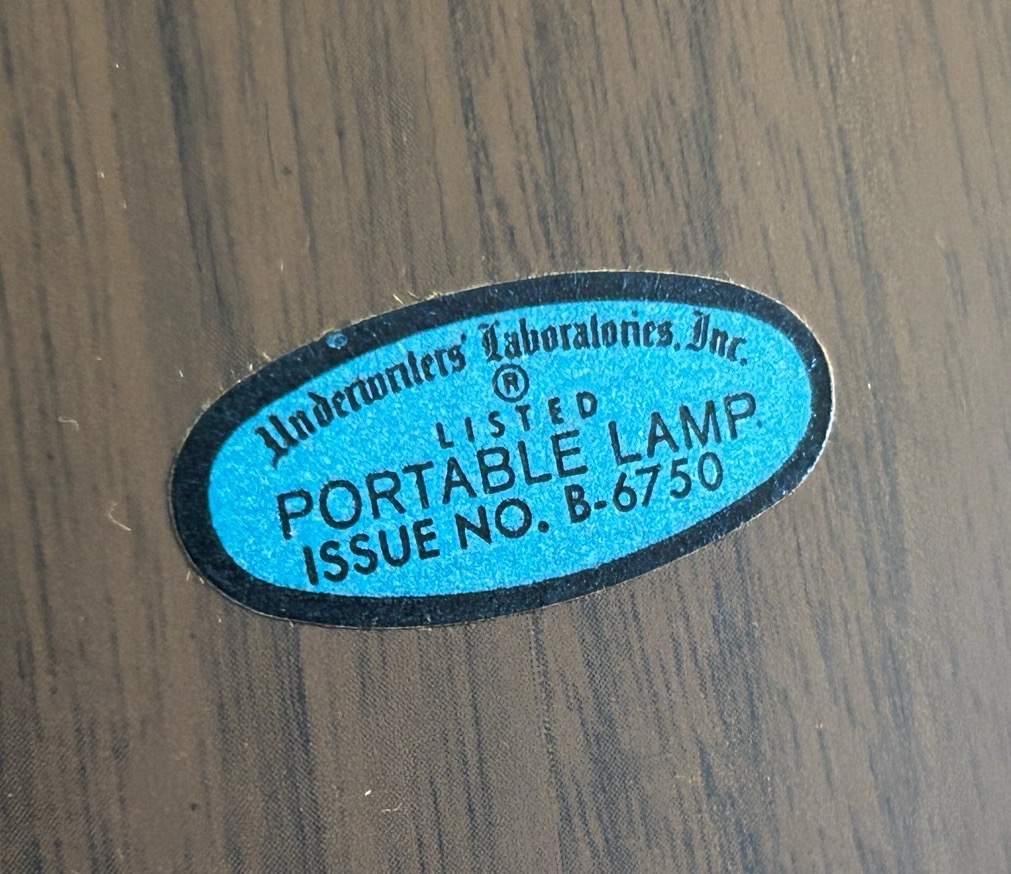 Underwriters' Laboratories, Inc.
®
LISTED
PORTABLE LAMP
ISSUE NO. B-6750